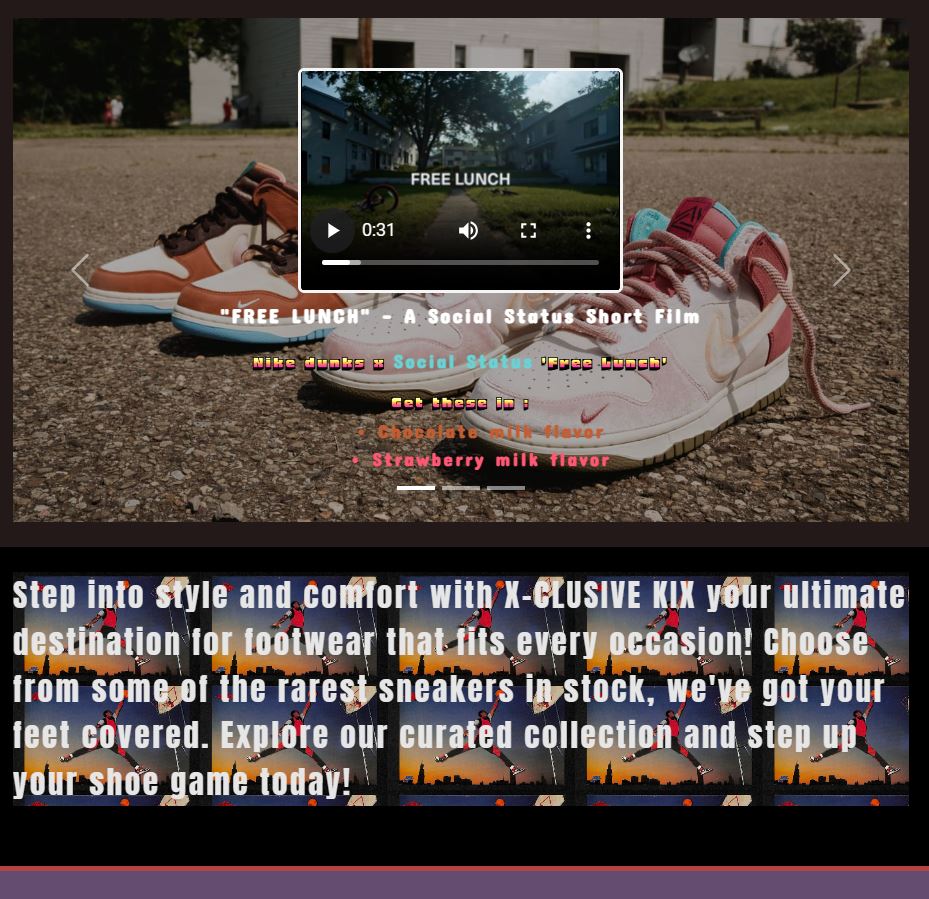 FREE LUNCH
0:31
"FREE LUNCH" - A Social Status Short Film
Nike dunks x Social Status 'Free Lunch'
Get these in :
• Chocolate milk flavor
• Strawberry milk flavor
Step into style and comfort with X-CLUSIVE KIX your ultimate
destination for footwear that fits every occasion! Choose
from some of the rarest sneakers in stock, we've got your
feet covered. Explore our curated collection and step up
your shoe game today!